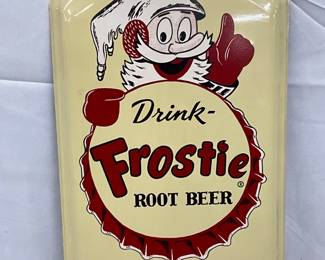 Drink-
Frostie®
ROOT BEER